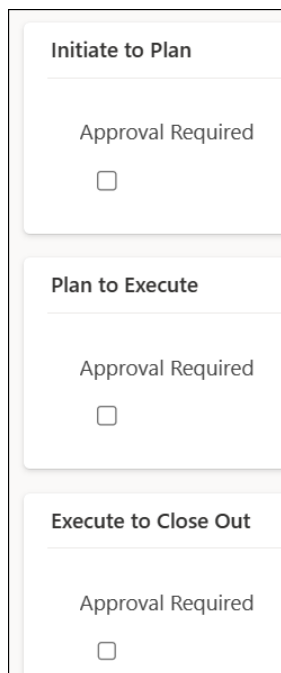 Initiate to Plan
Approval Required
Plan to Execute
Approval Required
Execute to Close Out
Approval Required